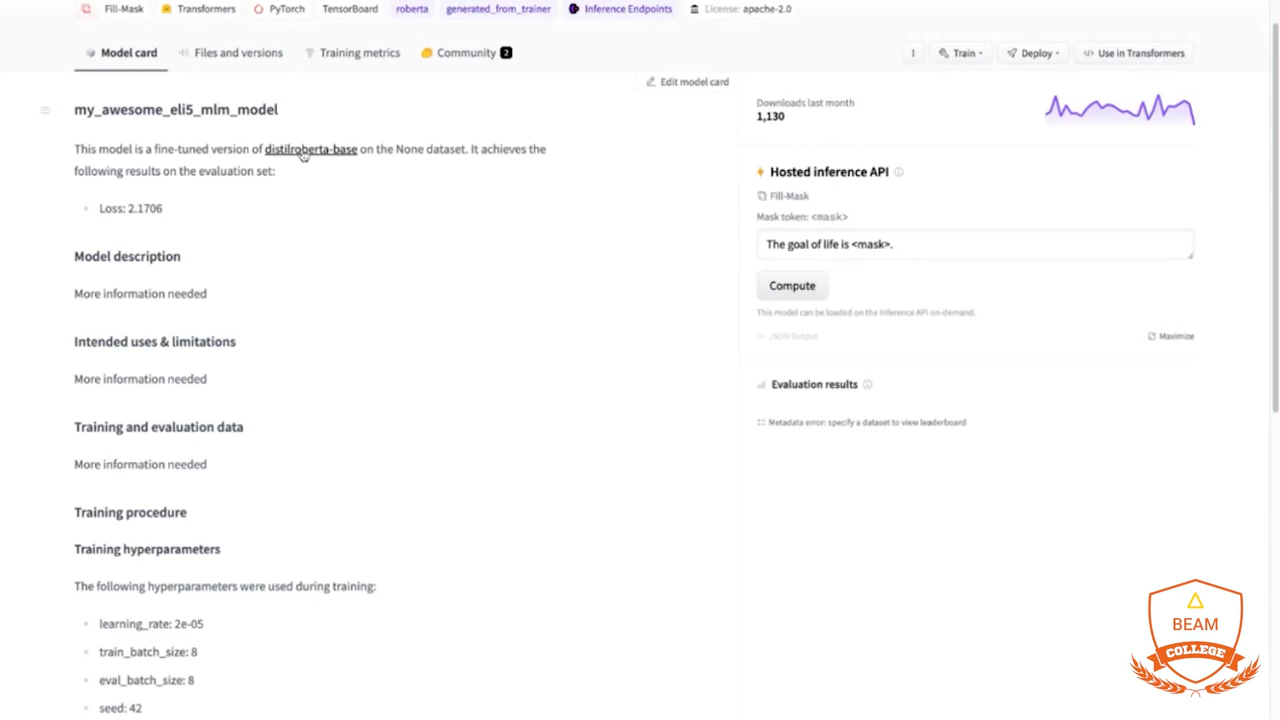 Fill-Mask Transformers PyTorch TensorBoard roberta generated_from_trainer Inference Endpoints License: apache-2.0
Model card Files and versions Training metrics Community 2 Train Deploy Use in Transformers
Edit model card
my_awesome_eli5_mlm_model
This model is a fine-tuned version of distilroberta-base on the None dataset. It achieves the
following results on the evaluation set:
Loss: 2.1706
Model description
More information needed
Intended uses & limitations
More information needed
Training and evaluation data
More information needed
Training procedure
Training hyperparameters
The following hyperparameters were used during training:
learning_rate: 2e-05
train_batch_size: 8
eval_batch_size: 8
seed: 42
Downloads last month
1,130
Hosted inference API
Fill-Mask
Mask token: <mask>
The goal of life is <mask>.
Compute
This model can be loaded on the Inference API on-demand.
JSON Output Maximize
Evaluation results
Metadata error: specify a dataset to view leaderboard
BEAM
COLLEGE